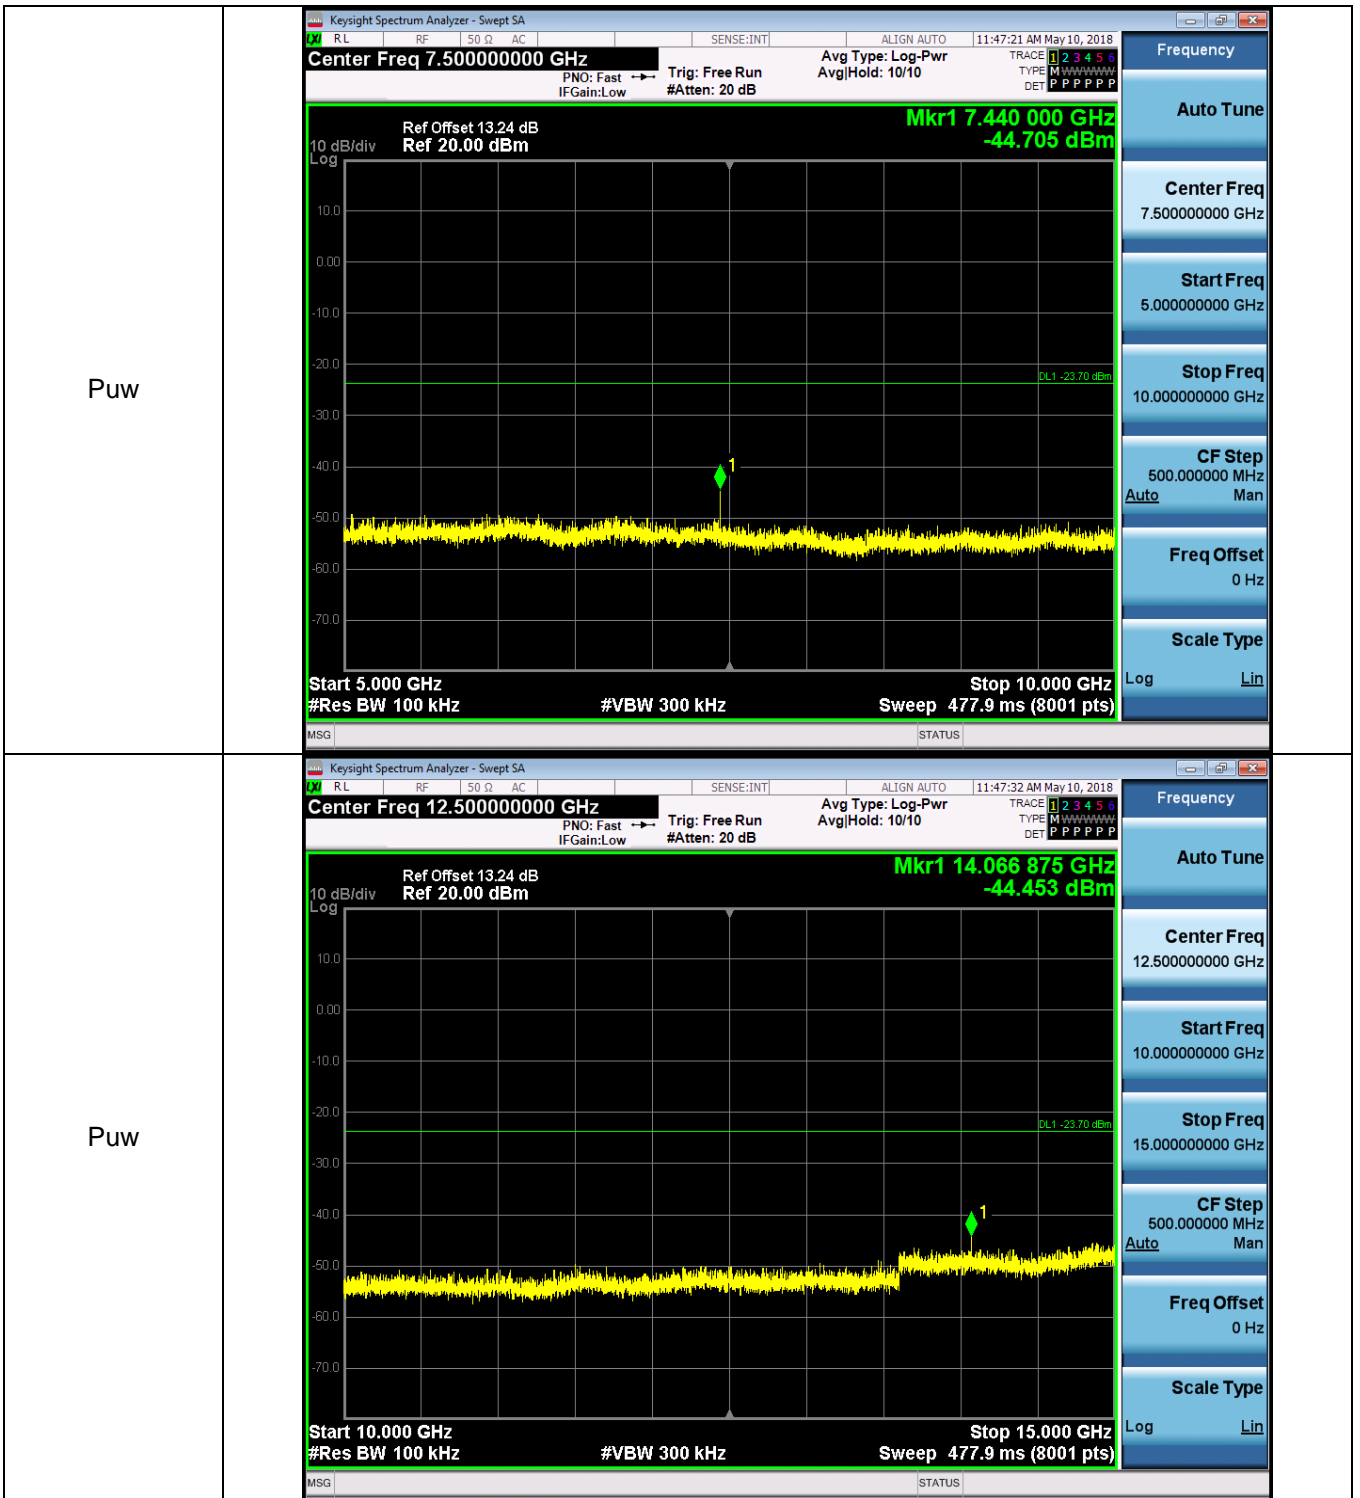 Puw
Keysight Spectrum Analyzer - Swept SA
LXI RL RF 50 Ω AC SENSE:INT ALIGN AUTO 11:47:21 AM May 10, 2018
Center Freq 7.500000000 GHz
PNO: Fast
IFGain:Low
Trig: Free Run
#Atten: 20 dB
Avg Type: Log-Pwr
Avg|Hold: 10/10
TRACE 1 2 3 4 5 6
TYPE M WWWWW
DET P P P P P P
Mkr1 7.440 000 GHz
-44.705 dBm
Ref Offset 13.24 dB
10 dB/div Ref 20.00 dBm
Log
10.0
0.00
-10.0
-20.0
DL1 -23.70 dBm
-30.0
-40.0
1
-50.0
-60.0
-70.0
Start 5.000 GHz Stop 10.000 GHz
#Res BW 100 kHz #VBW 300 kHz Sweep 477.9 ms (8001 pts)
MSG STATUS
Frequency
Auto Tune
Center Freq
7.500000000 GHz
Start Freq
5.000000000 GHz
Stop Freq
10.000000000 GHz
CF Step
500.000000 MHz
Auto Man
Freq Offset
0 Hz
Scale Type
Log Lin
Puw
Keysight Spectrum Analyzer - Swept SA
LXI RL RF 50 Ω AC SENSE:INT ALIGN AUTO 11:47:32 AM May 10, 2018
Center Freq 12.500000000 GHz
PNO: Fast
IFGain:Low
Trig: Free Run
#Atten: 20 dB
Avg Type: Log-Pwr
Avg|Hold: 10/10
TRACE 1 2 3 4 5 6
TYPE M WWWWW
DET P P P P P P
Mkr1 14.066 875 GHz
-44.453 dBm
Ref Offset 13.24 dB
10 dB/div Ref 20.00 dBm
Log
10.0
0.00
-10.0
-20.0
DL1 -23.70 dBm
-30.0
-40.0
1
-50.0
-60.0
-70.0
Start 10.000 GHz Stop 15.000 GHz
#Res BW 100 kHz #VBW 300 kHz Sweep 477.9 ms (8001 pts)
MSG STATUS
Frequency
Auto Tune
Center Freq
12.500000000 GHz
Start Freq
10.000000000 GHz
Stop Freq
15.000000000 GHz
CF Step
500.000000 MHz
Auto Man
Freq Offset
0 Hz
Scale Type
Log Lin